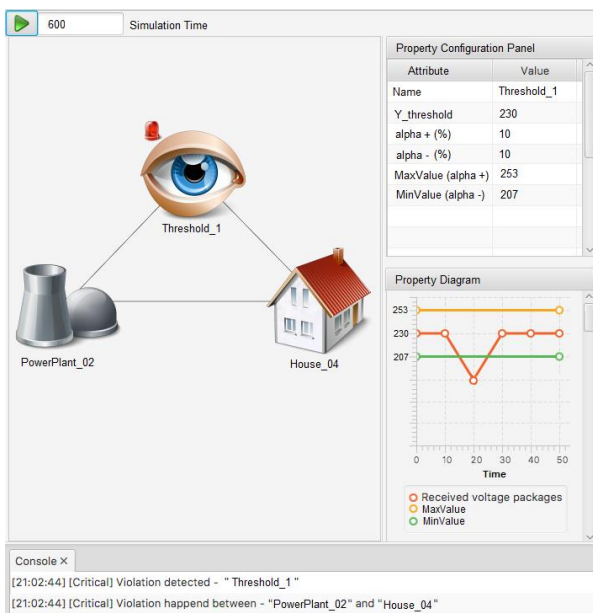 600 Simulation Time
Property Configuration Panel
Attribute Value
Name Threshold_1
Y_threshold 230
alpha + (%) 10
alpha - (%) 10
MaxValue (alpha +) 253
MinValue (alpha -) 207
Threshold_1
PowerPlant_02
House_04
Property Diagram
253
230
207
0 10 20 30 40 50
Time
Received voltage packages
MaxValue
MinValue
Console ×
[21:02:44] [Critical] Violation detected - " Threshold_1 "
[21:02:44] [Critical] Violation happend between - "PowerPlant_02" and "House_04"